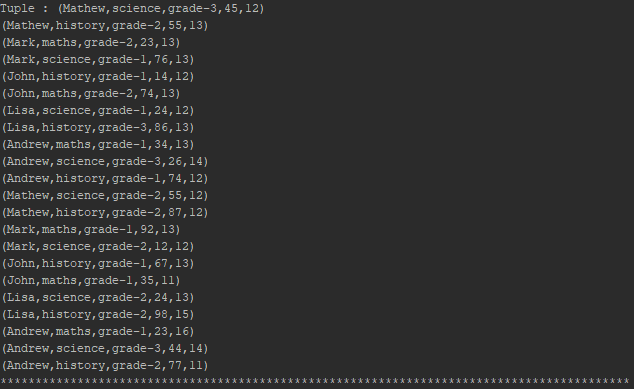 Tuple : (Mathew,science,grade-3,45,12)
(Mathew,history,grade-2,55,13)
(Mark,maths,grade-2,23,13)
(Mark,science,grade-1,76,13)
(John,history,grade-1,14,12)
(John,maths,grade-2,74,13)
(Lisa,science,grade-1,24,12)
(Lisa,history,grade-3,86,13)
(Andrew,maths,grade-1,34,13)
(Andrew,science,grade-3,26,14)
(Andrew,history,grade-1,74,12)
(Mathew,science,grade-2,55,12)
(Mathew,history,grade-2,87,12)
(Mark,maths,grade-1,92,13)
(Mark,science,grade-2,12,12)
(John,history,grade-1,67,13)
(John,maths,grade-1,35,11)
(Lisa,science,grade-2,24,13)
(Lisa,history,grade-2,98,15)
(Andrew,maths,grade-1,23,16)
(Andrew,science,grade-3,44,14)
(Andrew,history,grade-2,77,11)
******************************************************************************************